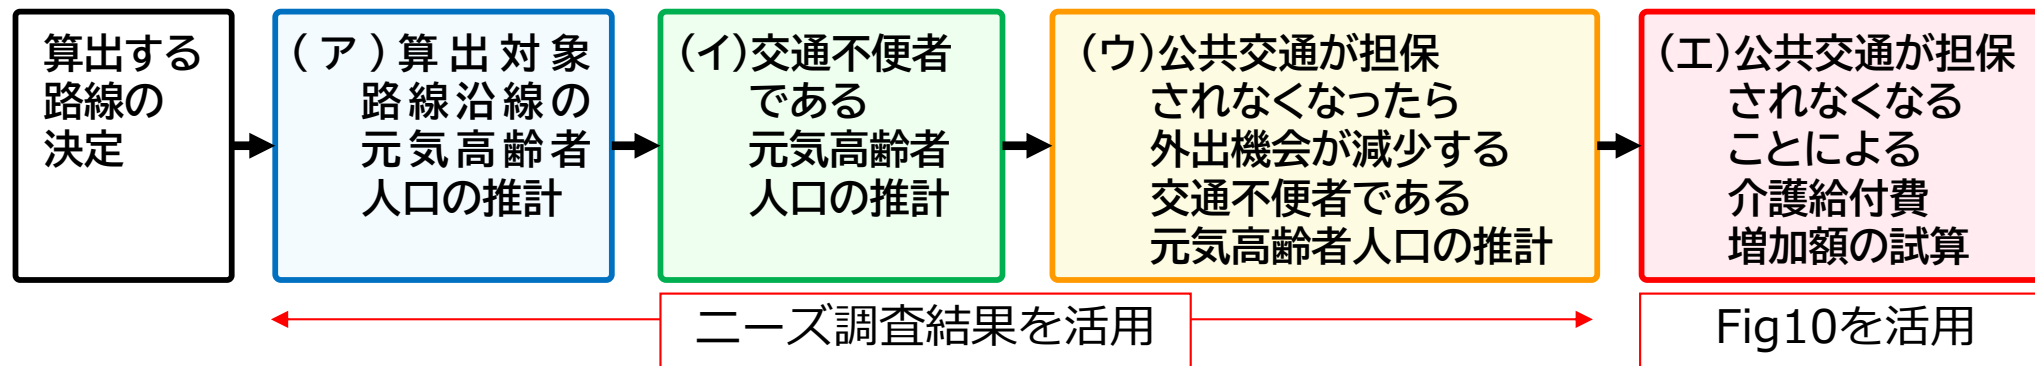 算出する
路線の
決定
(ア)算出対象
路線沿線の
元気高齢者
人口の推計
(イ)交通不便者
である
元気高齢者
人口の推計
(ウ)公共交通が担保
されなくなったら
外出機会が減少する
交通不便者である
元気高齢者人口の推計
(エ)公共交通が担保
されなくなる
ことによる
介護給付費
増加額の試算
ニーズ調査結果を活用
Fig10を活用